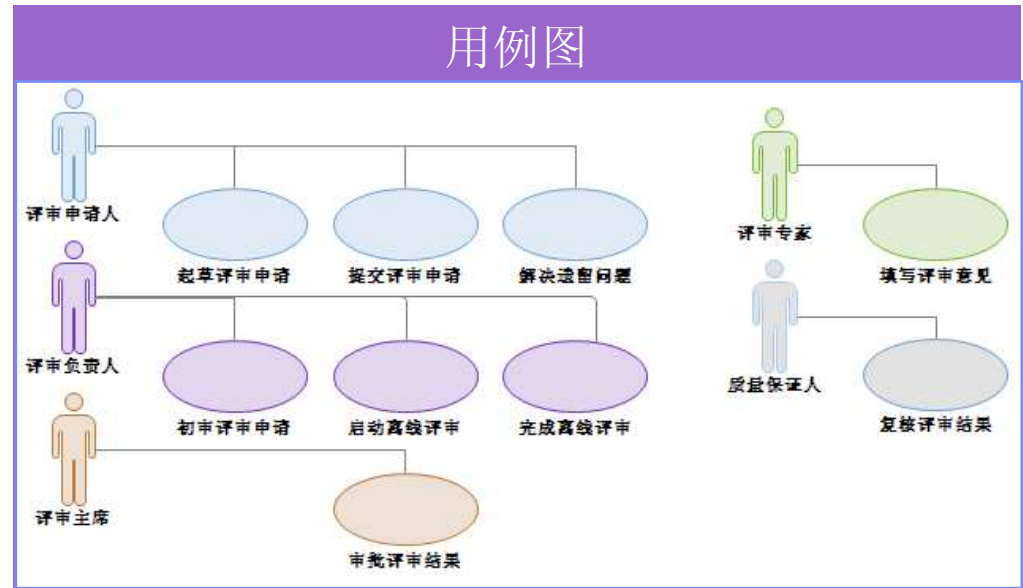 用例图
评审申请人
起草评审申请
提交评审申请
解决遗留问题
评审专家
填写评审意见
评审负责人
初审评审申请
启动离线评审
完成离线评审
质量保证人
复核评审结果
评审主席
审批评审结果